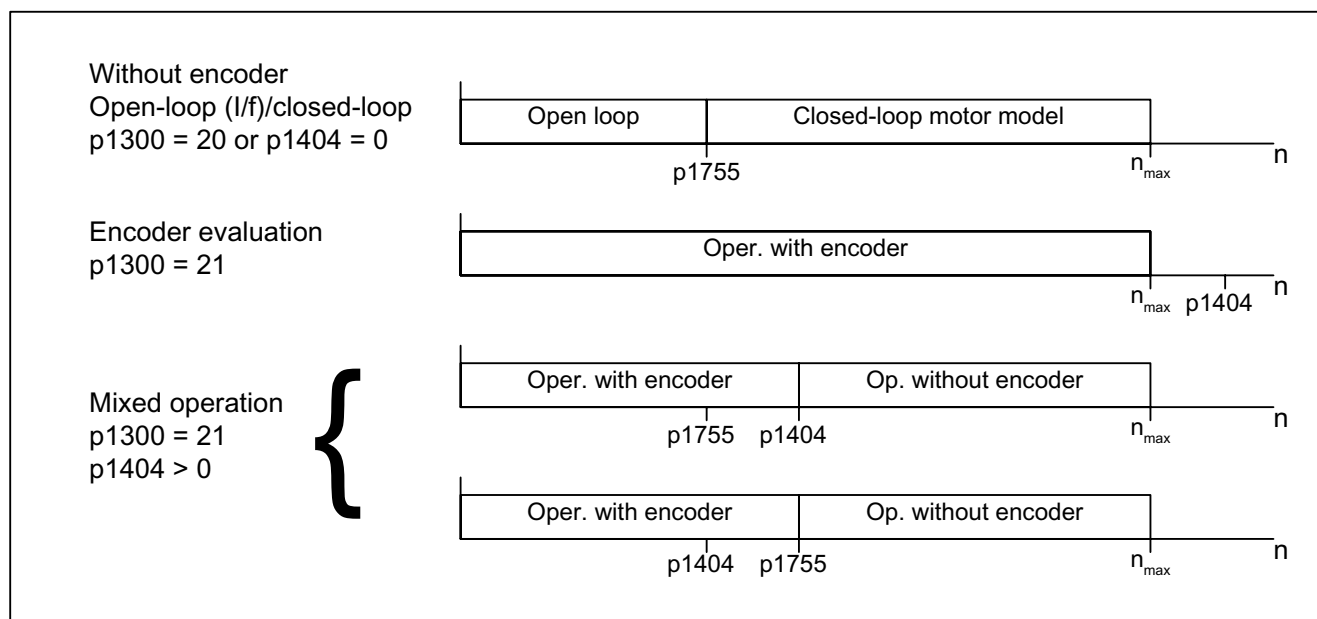 Without encoder
Open-loop (I/f)/closed-loop
p1300 = 20 or p1404 = 0
Open loop
Closed-loop motor model
p1755
nmax
n
Encoder evaluation
p1300 = 21
Oper. with encoder
nmax
p1404
n
Mixed operation
p1300 = 21
p1404 > 0
{
Oper. with encoder
Op. without encoder
p1755
p1404
nmax
n
Oper. with encoder
Op. without encoder
p1404
p1755
nmax
n